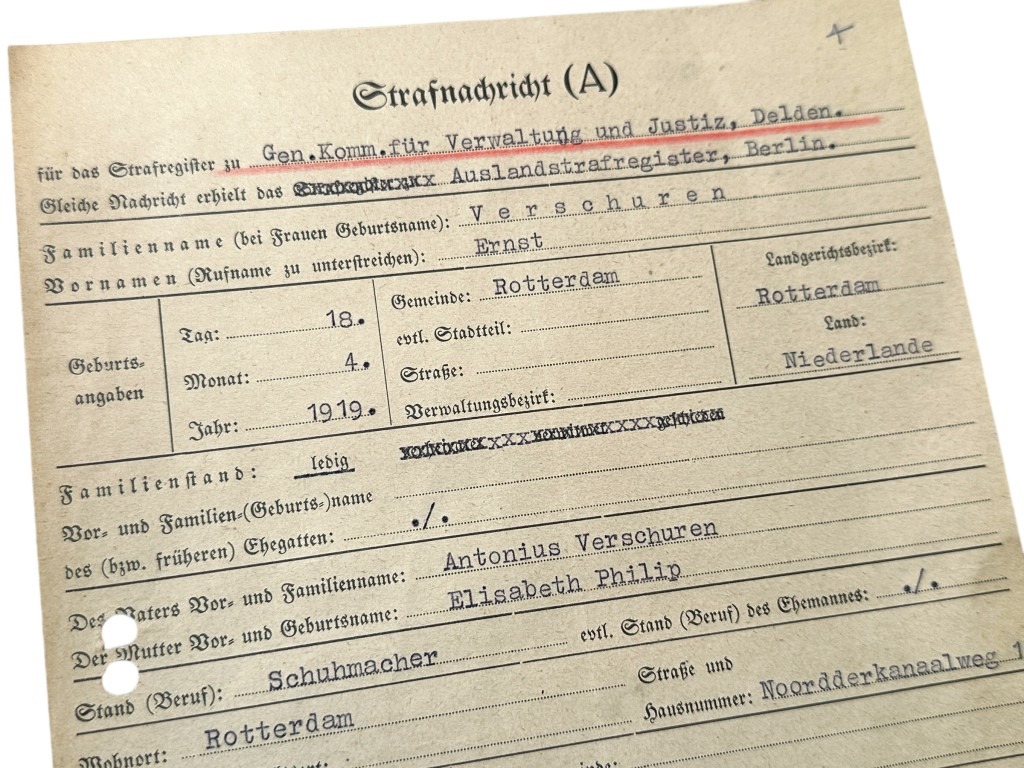 Strafnachricht (A)
für das Strafregister zu Gen.Komm.für Verwaltung und Justiz, Delden.
Gleiche Nachricht erhielt das Auslandstrafregister, Berlin.
Familienname (bei Frauen Geburtsname): Verschuren
Vornamen (Rufname zu unterstreichen): Ernst
Geburts-
angaben
Tag: 18.
Monat: 4.
Jahr: 1919.
Gemeinde: Rotterdam
evtl. Stadtteil:
Straße:
Verwaltungsbezirk:
Landgerichtsbezirk:
Rotterdam
Land:
Niederlande
Familienstand: ledig
Vor- und Familien-(Geburts-)name
des (bzw. früheren) Ehegatten: ./.
Des Vaters Vor- und Familienname: Antonius Verschuren
Der Mutter Vor- und Geburtsname: Elisabeth Philip
Stand (Beruf): Schuhmacher evtl. Stand (Beruf) des Ehemannes: ./.
Wohnort: Rotterdam
Straße und
Hausnummer: Noordderkanaalweg 1